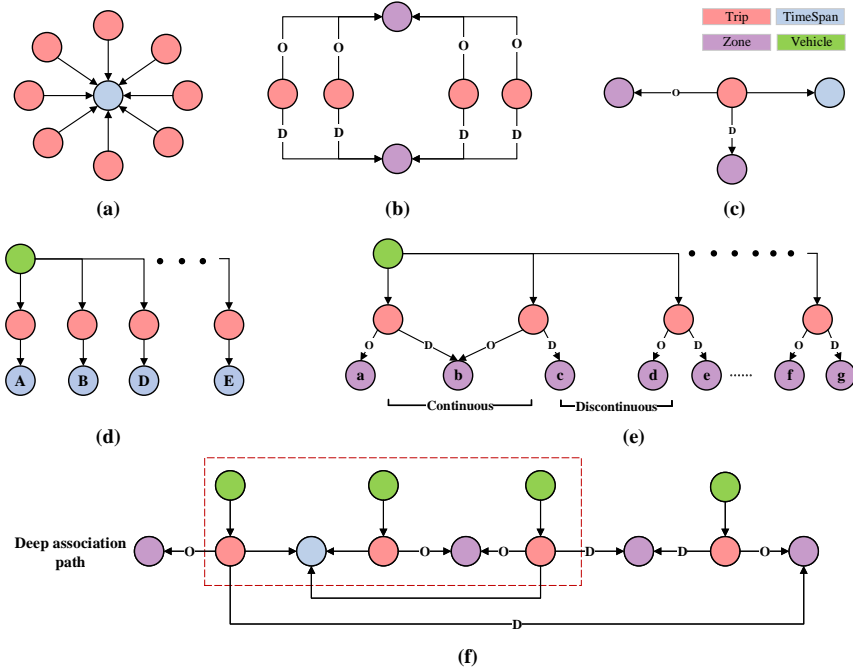 Trip TimeSpan
Zone Vehicle
O O O O
D D D D
O
D
(a) (b) (c)
A B D E
(d)
O D O D O D O D
a b c d e ...... f g
Continuous Discontinuous
(e)
Deep association
path
O O O D D O
D
(f)